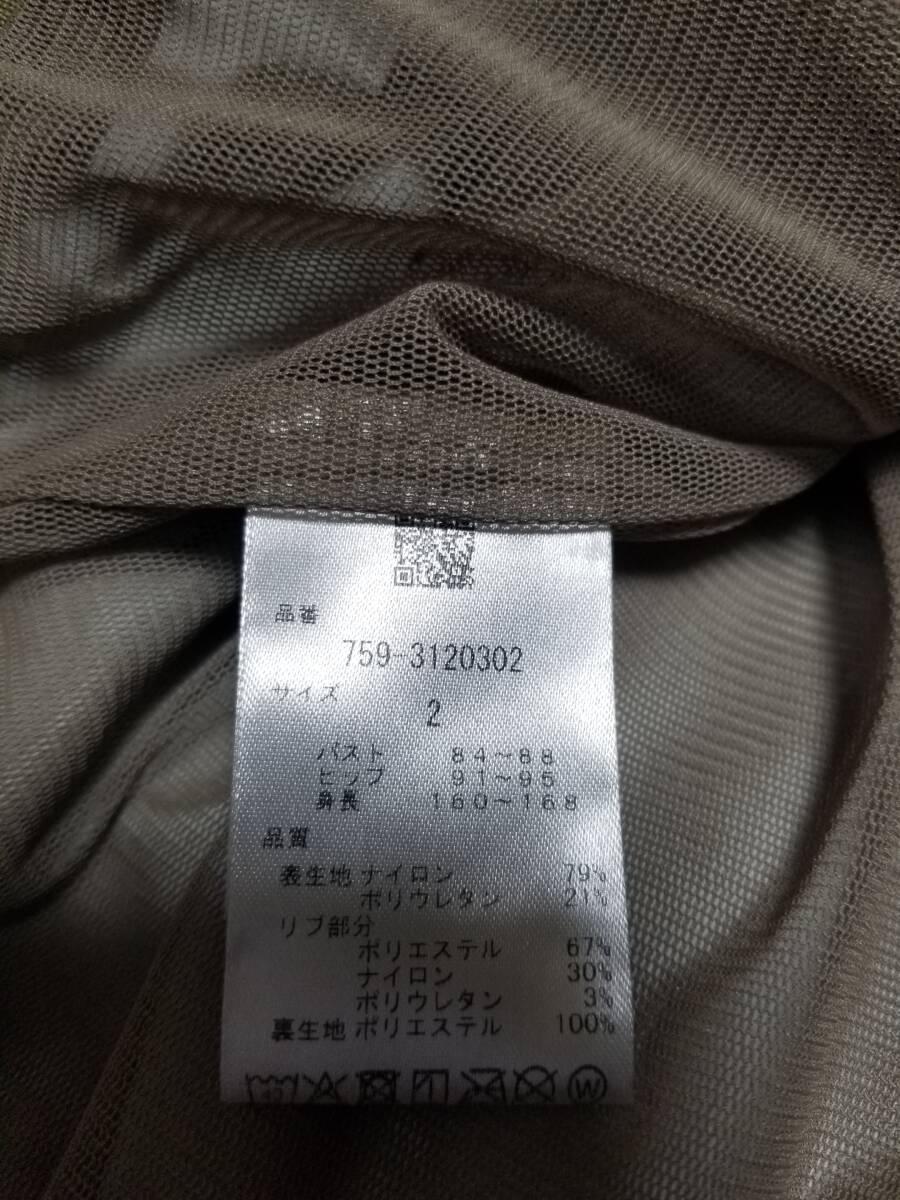 品番
759-3120302
サイズ
2
バスト 84～88
ヒップ 91～95
身長 160～168
品質
表生地 ナイロン 79%
ポリウレタン 21%
リブ部分
ポリエステル 67%
ナイロン 30%
ポリウレタン 3%
裏生地 ポリエステル 100%
W